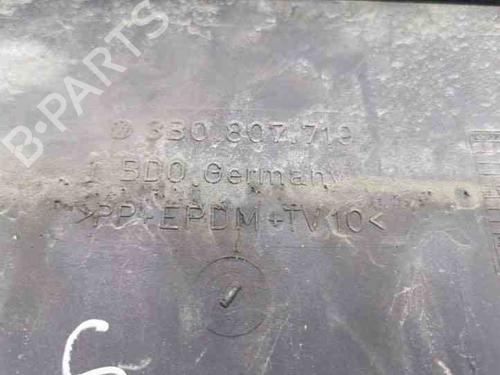 B-PARTS
3B0.807.719
BDO Germany
>PP+EPDM+TV10<